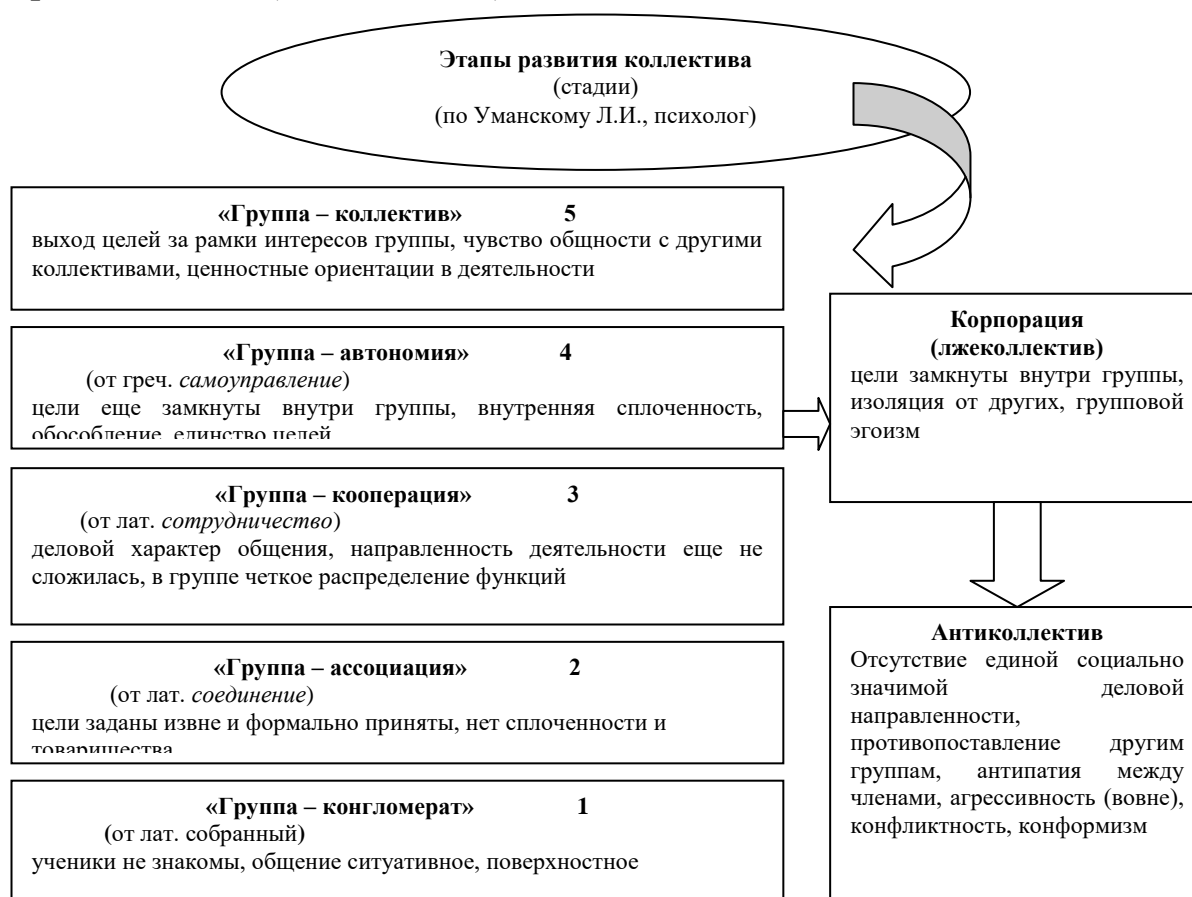 Этапы развития коллектива
(стадии)
(по Уманскому Л.И., психолог)
«Группа – коллектив» 5
выход целей за рамки интересов группы, чувство общности с другими
коллективами, ценностные ориентации в деятельности
«Группа – автономия» 4
(от греч. самоуправление)
цели еще замкнуты внутри группы, внутренняя сплоченность,
обособление, единство целей
«Группа – кооперация» 3
(от лат. сотрудничество)
деловой характер общения, направленность деятельности еще не
сложилась, в группе четкое распределение функций
«Группа – ассоциация» 2
(от лат. соединение)
цели заданы извне и формально приняты, нет сплоченности и
товарищества
«Группа – конгломерат» 1
(от лат. собранный)
ученики не знакомы, общение ситуативное, поверхностное
Корпорация
(лжеколлектив)
цели замкнуты внутри группы,
изоляция от других, групповой
эгоизм
Антиколлектив
Отсутствие единой социально
значимой деловой
направленности,
противопоставление другим
группам, антипатия между
членами, агрессивность (вовне),
конфликтность, конформизм